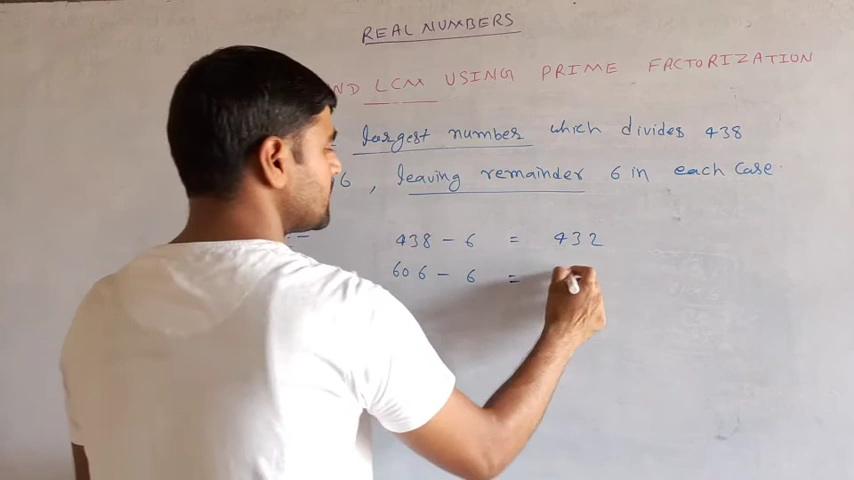 REAL NUMBERS
ND LCM USING PRIME FACTORIZATION
largest number which divides 438
6 , leaving remainder 6 in each case.
:-
438 - 6 = 432
606 - 6 =